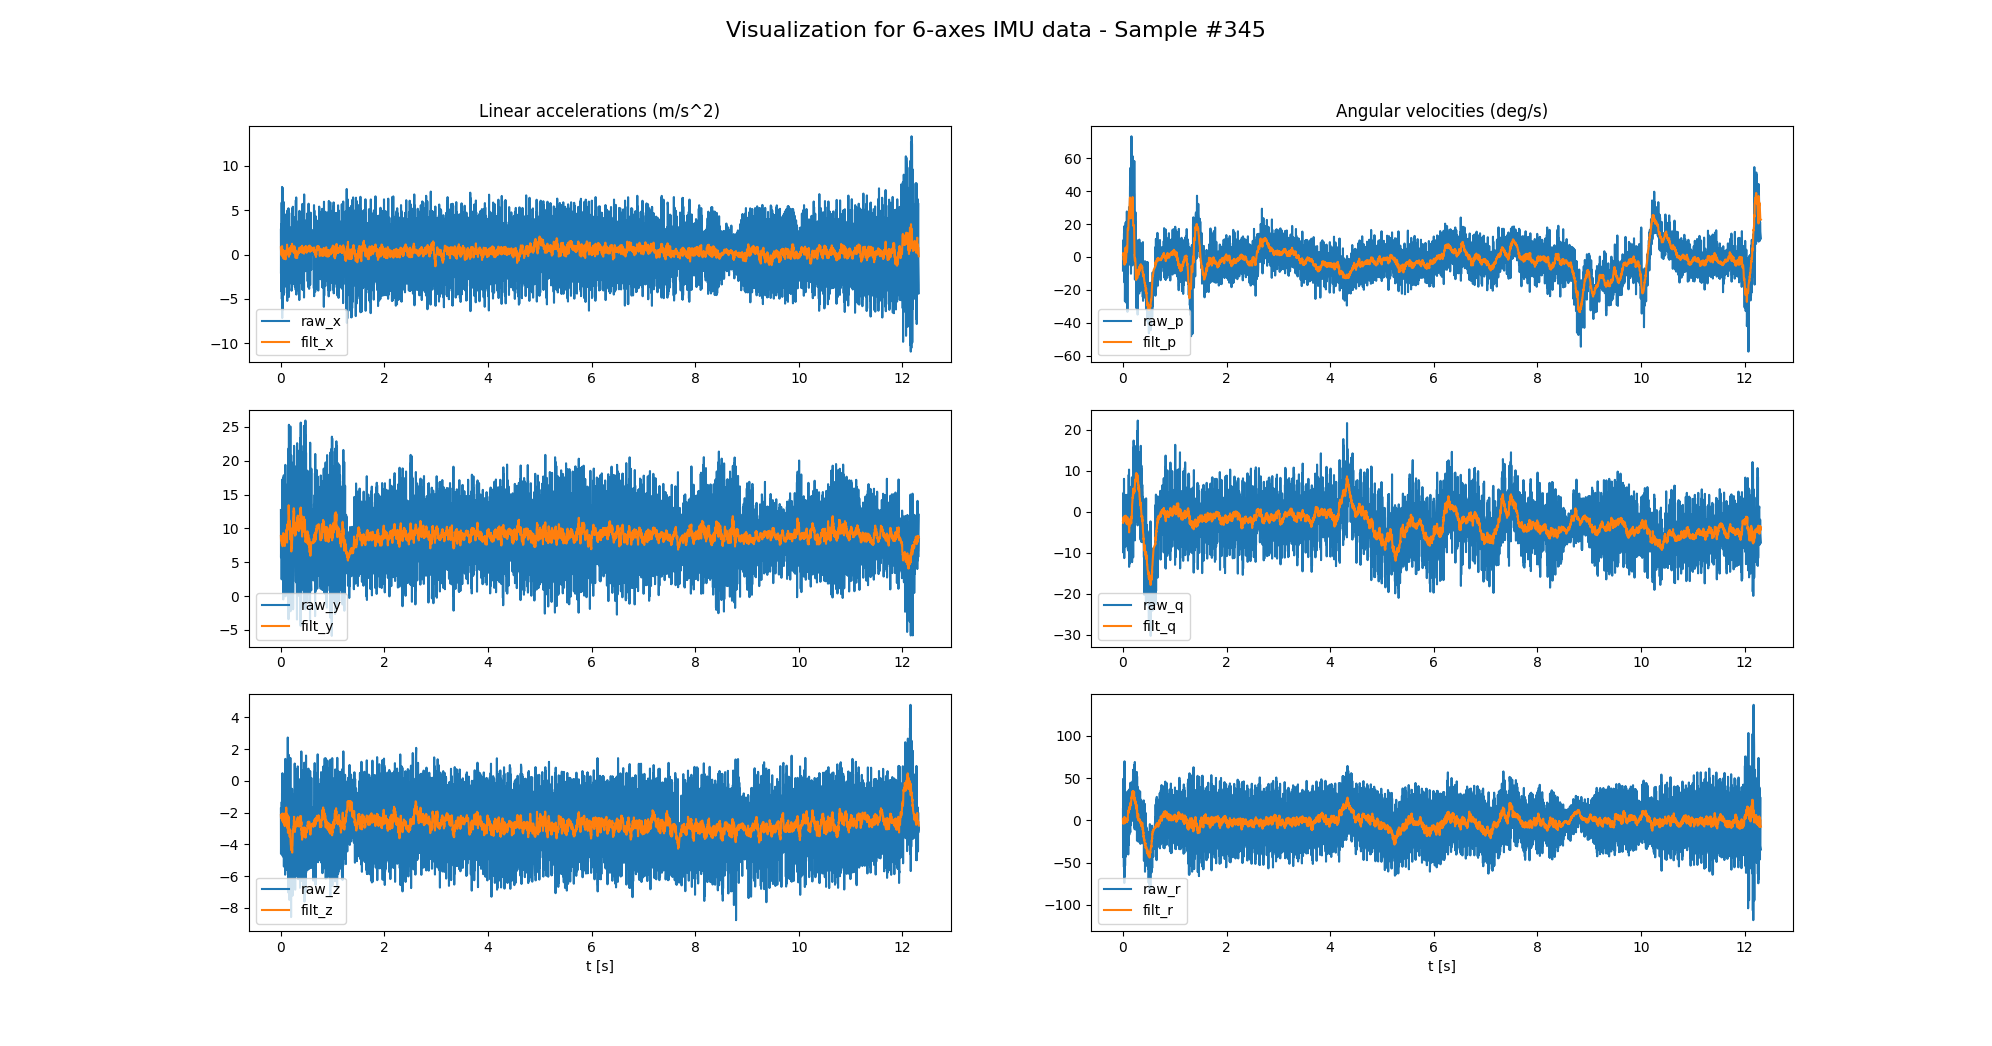 Visualization for 6-axes IMU data - Sample #345
Linear accelerations (m/s^2)
10
5
0
−5
−10
raw_x
filt_x
0 2 4 6 8 10 12
25
20
15
10
5
0
−5
raw_y
filt_y
0 2 4 6 8 10 12
4
2
0
−2
−4
−6
−8
raw_z
filt_z
0 2 4 6 8 10 12
t [s]
Angular velocities (deg/s)
60
40
20
0
−20
−40
−60
raw_p
filt_p
0 2 4 6 8 10 12
20
10
0
−10
−20
−30
raw_q
filt_q
0 2 4 6 8 10 12
100
50
0
−50
−100
raw_r
filt_r
0 2 4 6 8 10 12
t [s]